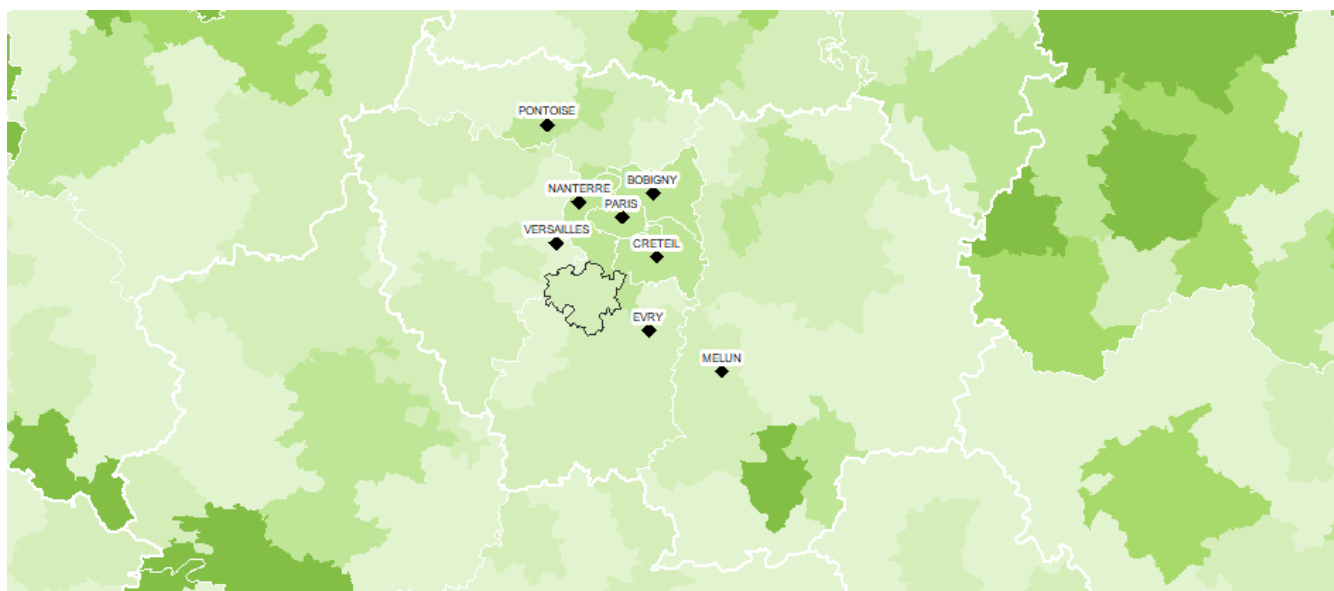 PONTOISE
BOBIGNY
NANTERRE
PARIS
VERSAILLES
CRETEIL
EVRY
MELUN